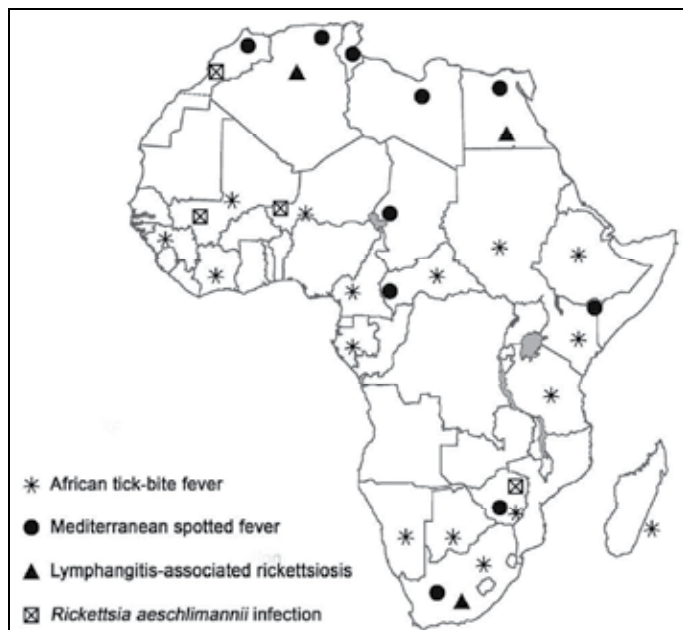 African tick-bite fever
Mediterranean spotted fever
Lymphangitis-associated rickettsiosis
Rickettsia aeschlimannii infection